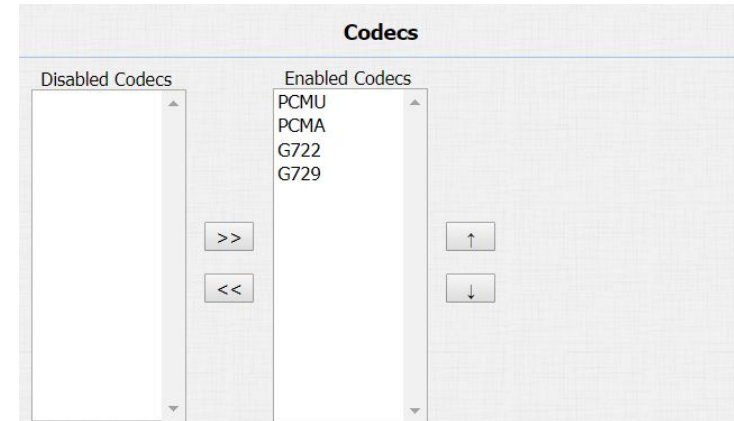 Codecs
Disabled Codecs
Enabled Codecs
PCMU
PCMA
G722
G729
>>
↑
<<
↓